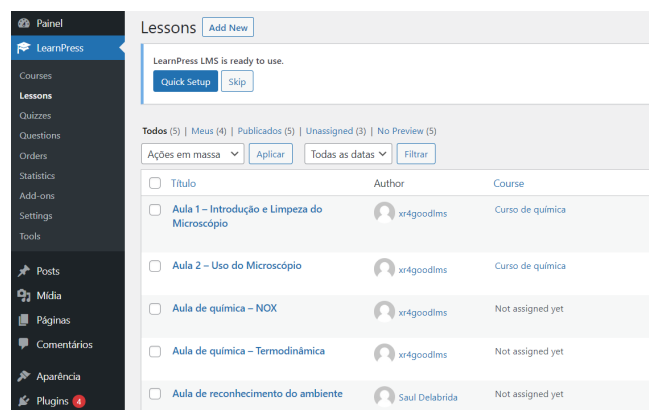 Painel
LearnPress
Courses
Lessons
Quizzes
Questions
Orders
Statistics
Add-ons
Settings
Tools
Posts
Mídia
Páginas
Comentários
Aparência
Plugins 4
Lessons Add New
LearnPress LMS is ready to use.
Quick Setup Skip
Todos (5) | Meus (4) | Publicados (5) | Unassigned (3) | No Preview (5)
Ações em massa Aplicar Todas as datas Filtrar
Título Author Course
Aula 1 – Introdução e Limpeza do
Microscópio
xr4goodlms
Curso de química
Aula 2 – Uso do Microscópio
xr4goodlms
Curso de química
Aula de química – NOX
xr4goodlms
Not assigned yet
Aula de química – Termodinâmica
xr4goodlms
Not assigned yet
Aula de reconhecimento do ambiente
Saul Delabrida
Not assigned yet